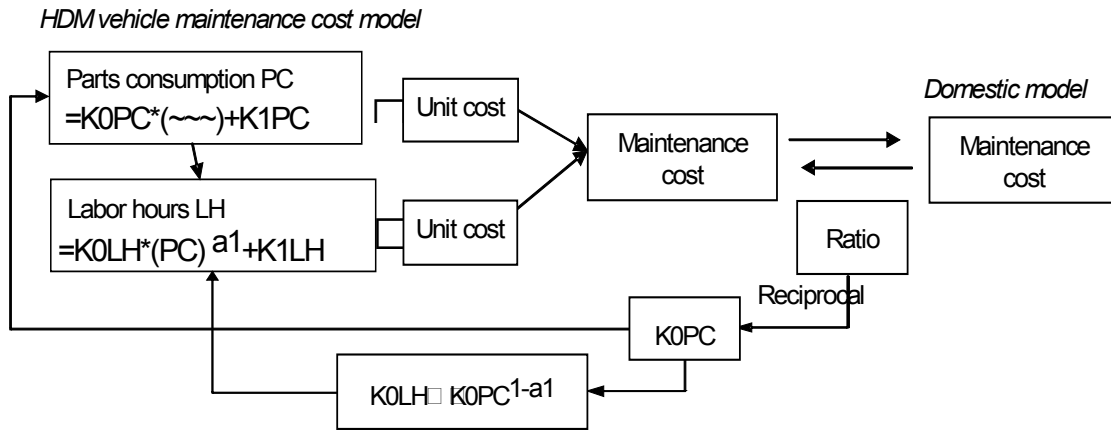 HDM vehicle maintenance cost model
Parts consumption PC
=K0PC*(~~~)+K1PC
Unit cost
Domestic model
Maintenance
cost
Maintenance
cost
Labor hours LH
=K0LH*(PC) a1+K1LH
Unit cost
Ratio
Reciprocal
K0PC
K0LH□ K0PC1-a1